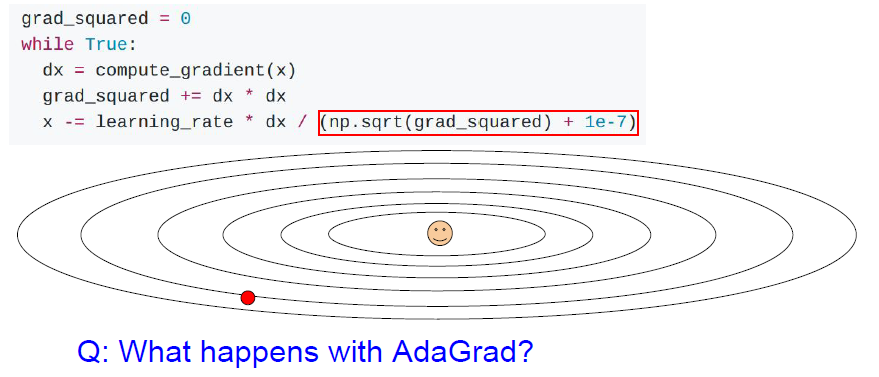 grad_squared = 0
while True:
  dx = compute_gradient(x)
  grad_squared += dx * dx
  x -= learning_rate * dx / (np.sqrt(grad_squared) + 1e-7)
Q: What happens with AdaGrad?